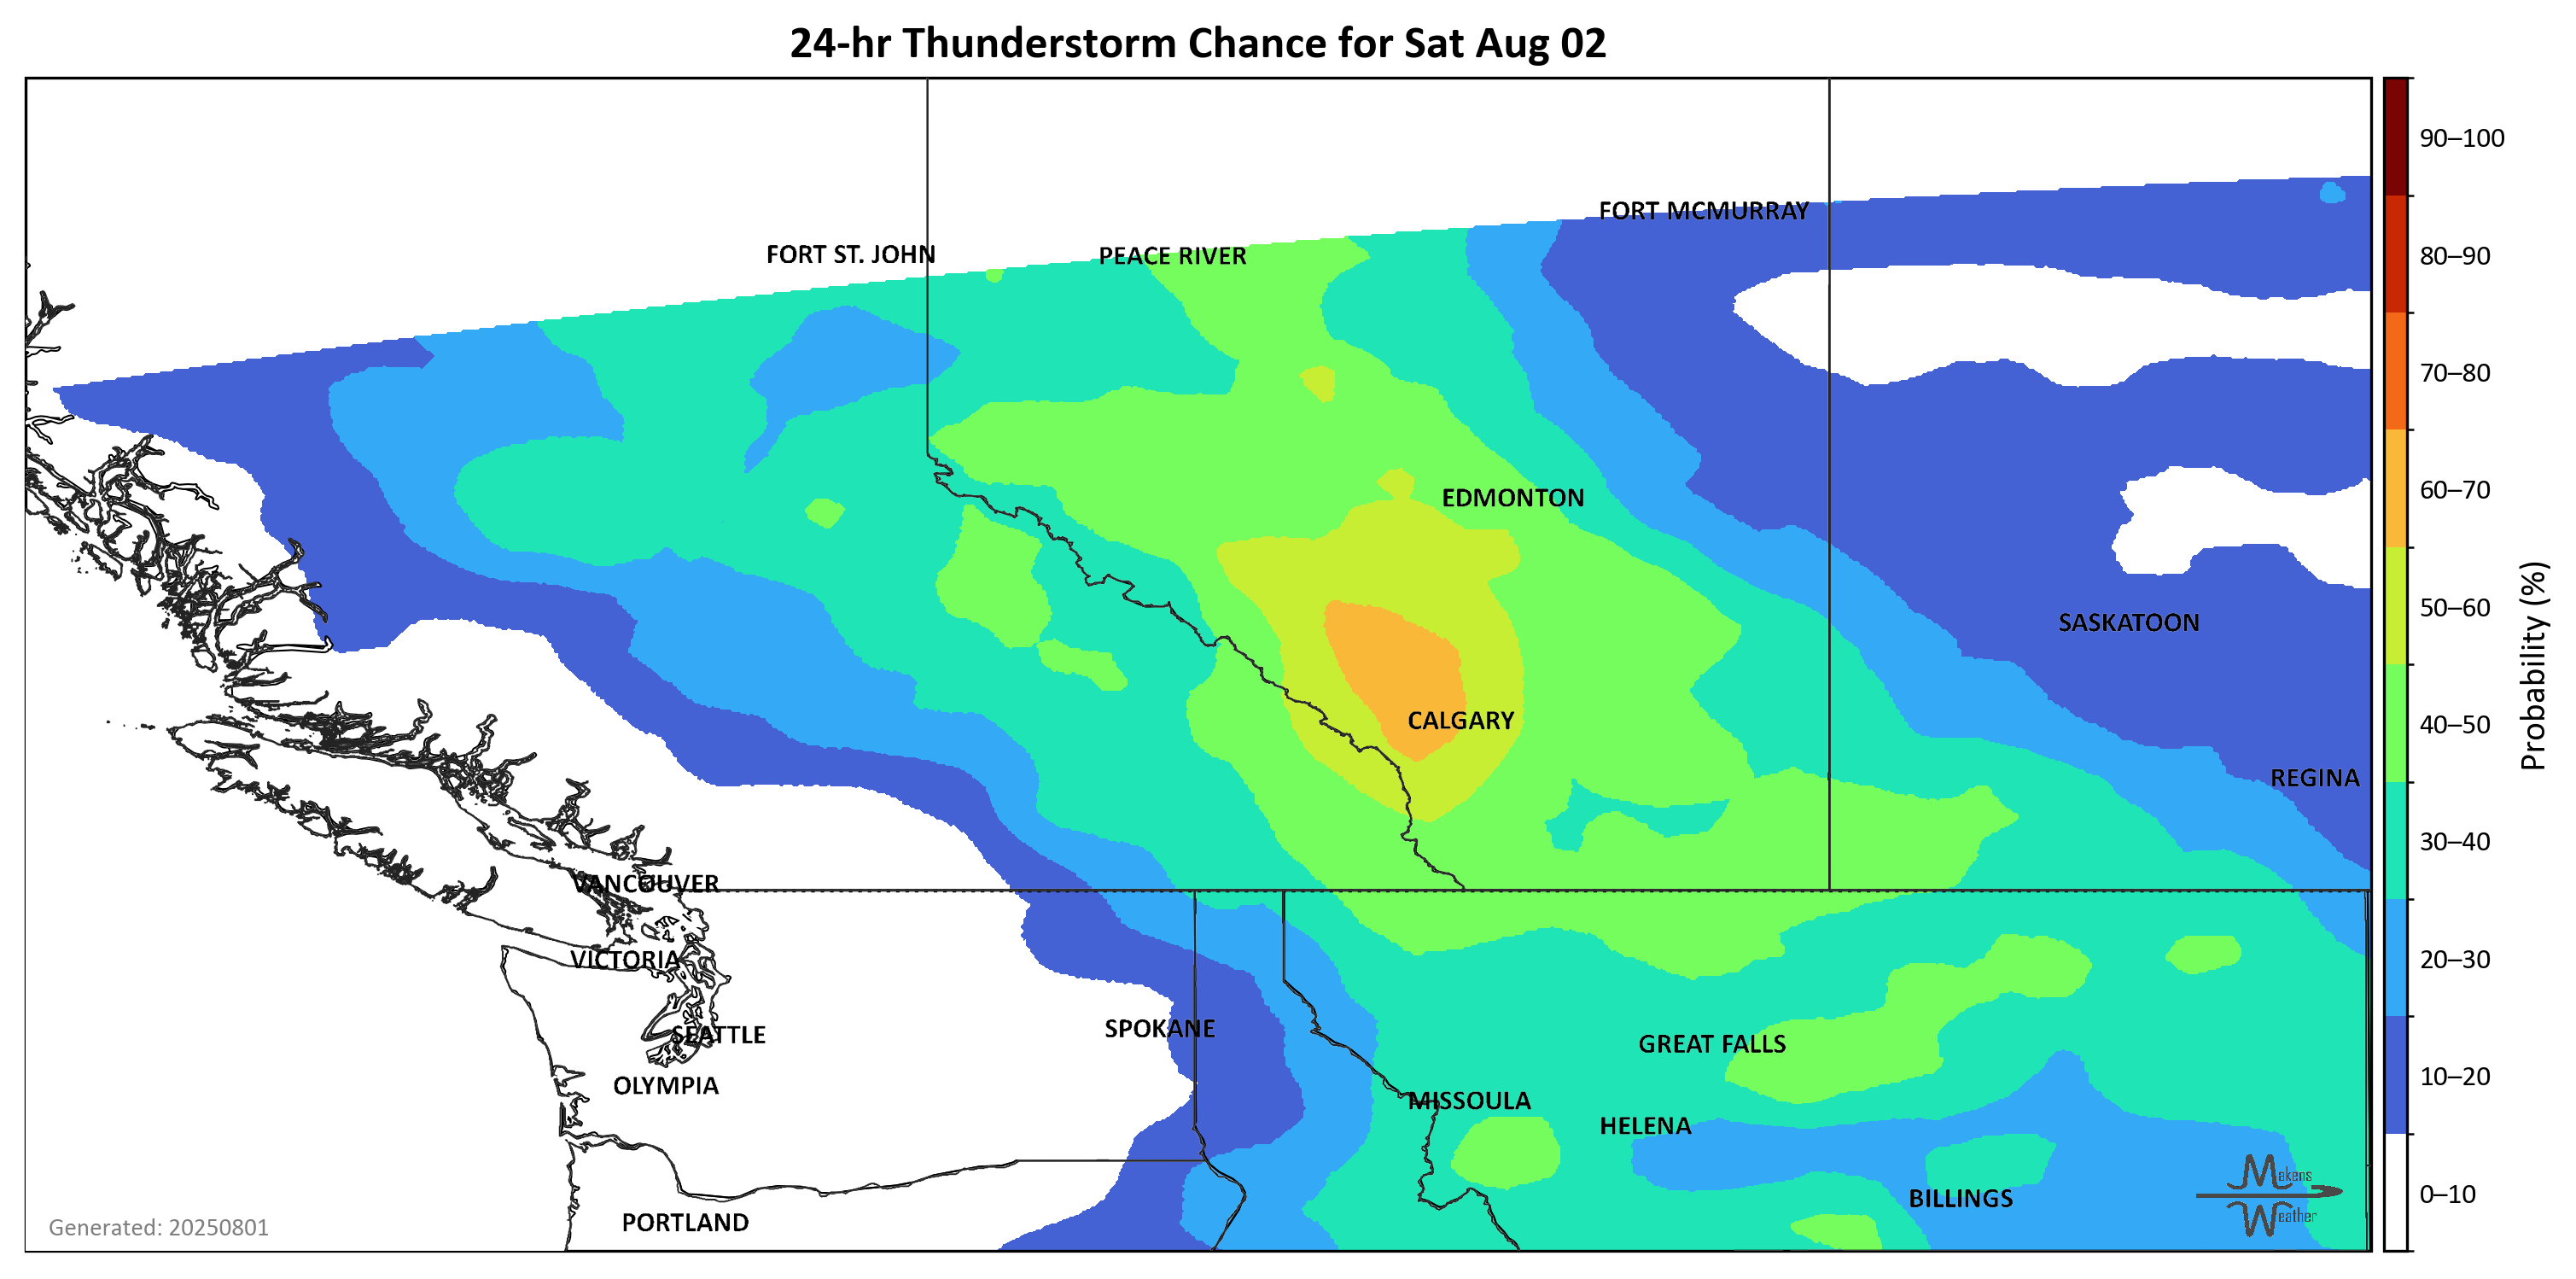 24-hr Thunderstorm Chance for Sat Aug 02
90–100
FORT MCMURRAY
FORT ST. JOHN
PEACE RIVER
80–90
70–80
EDMONTON
60–70
SASKATOON
50–60
CALGARY
40–50
REGINA
Probability (%)
VANCOUVER
30–40
VICTORIA
20–30
SPOKANE
SEATTLE
GREAT FALLS
OLYMPIA
10–20
MISSOULA
HELENA
Makens
Weather
0–10
BILLINGS
PORTLAND
Generated: 20250801